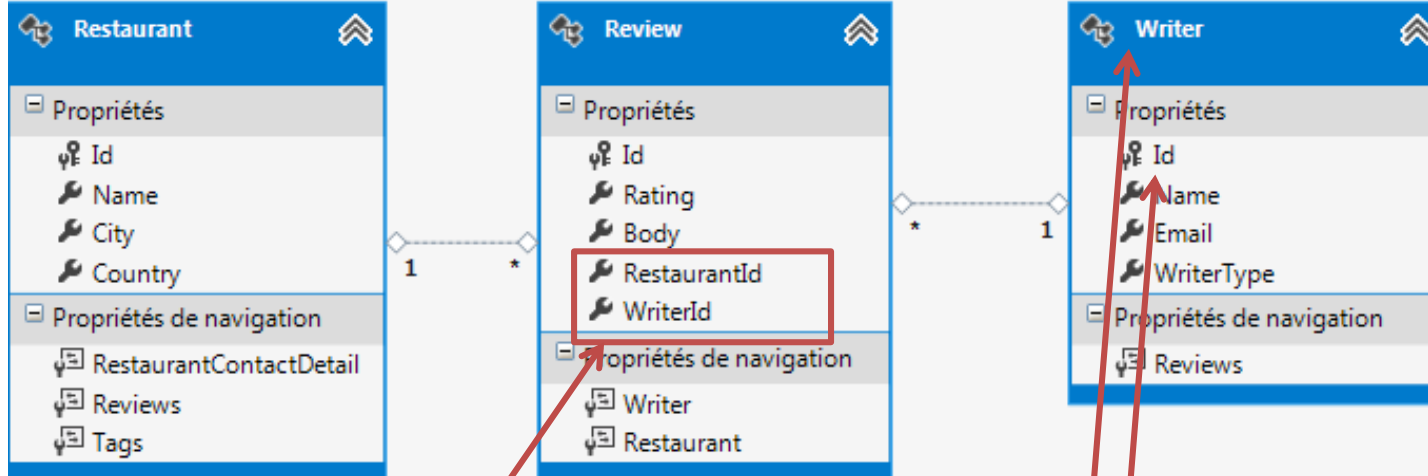 Restaurant
Propriétés
Id
Name
City
Country
Propriétés de navigation
RestaurantContactDetail
Reviews
Tags
1
*
Review
Propriétés
Id
Rating
Body
RestaurantId
WriterId
Propriétés de navigation
Writer
Restaurant
*
1
Writer
Propriétés
Id
Name
Email
WriterType
Propriétés de navigation
Reviews